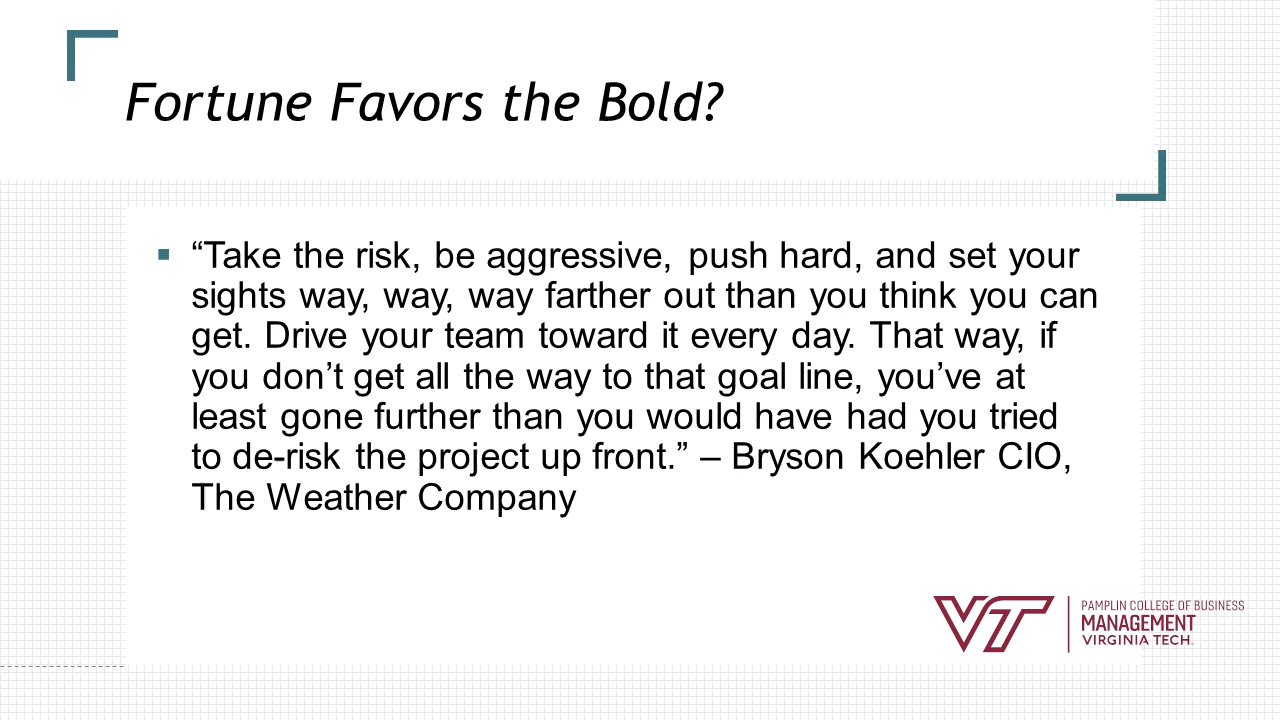 Fortune Favors the Bold?
“Take the risk, be aggressive, push hard, and set your
sights way, way, way farther out than you think you can
get. Drive your team toward it every day. That way, if
you don’t get all the way to that goal line, you’ve at
least gone further than you would have had you tried
to de-risk the project up front.” – Bryson Koehler CIO,
The Weather Company
VT
PAMPLIN COLLEGE OF BUSINESS
MANAGEMENT
VIRGINIA TECH.